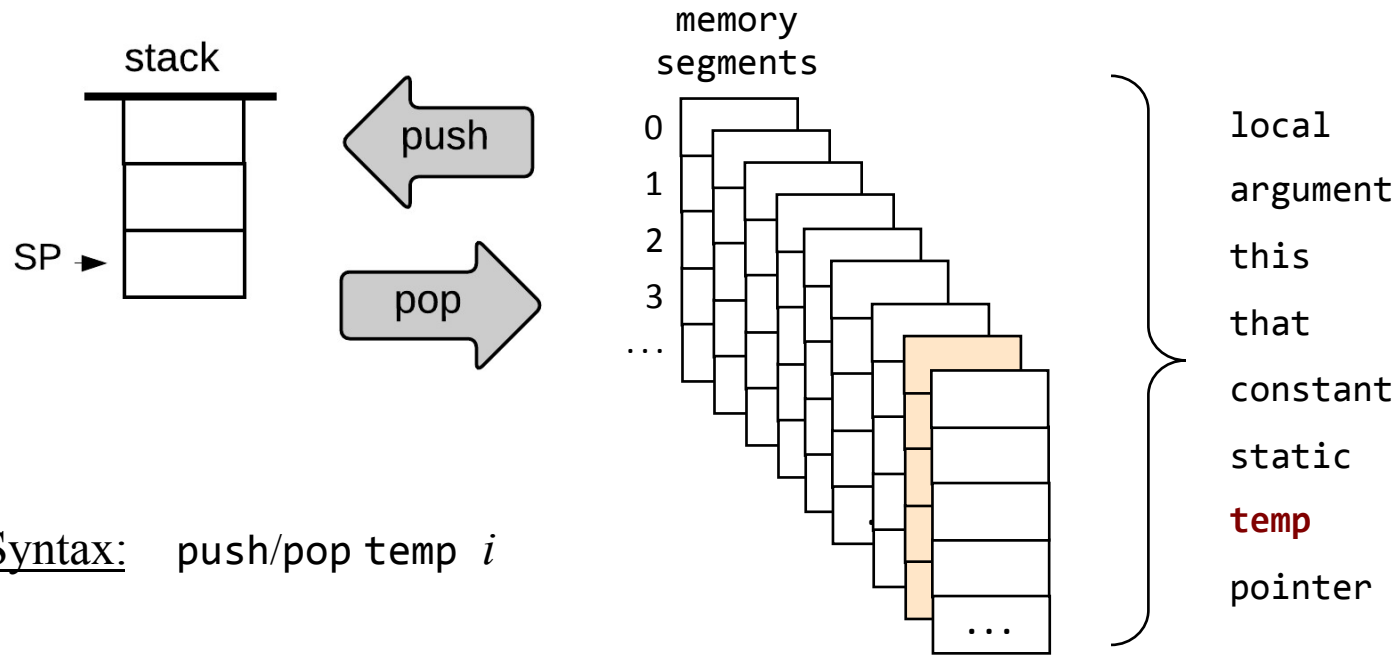 memory
segments
stack
push
pop
SP
0
1
2
3
...
...
local
argument
this
that
constant
static
temp
pointer
Syntax: push/pop temp i